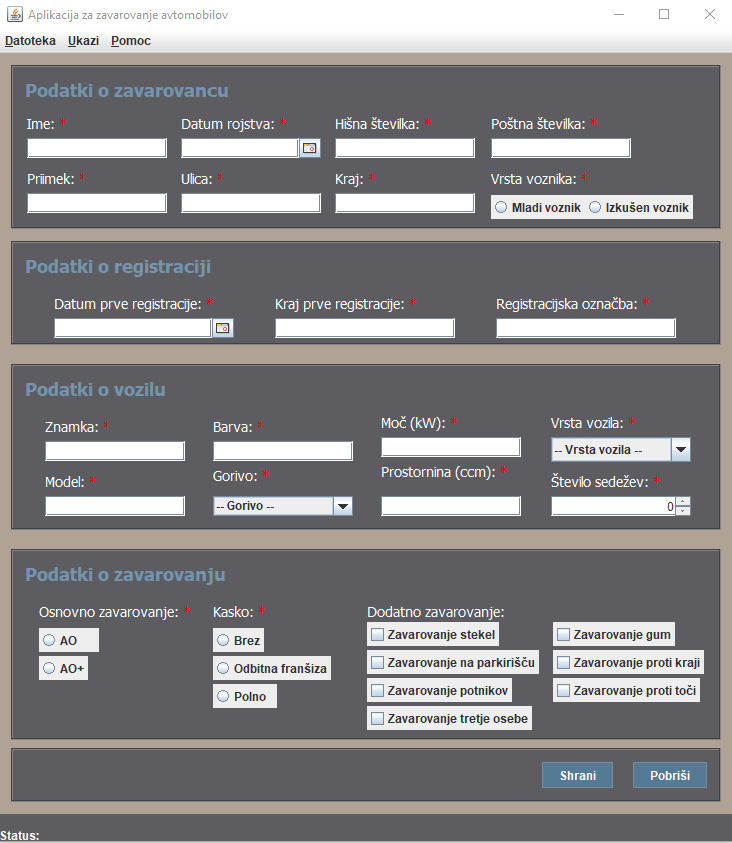 Aplikacija za zavarovanje avtomobilov
Datoteka Ukazi Pomoc
Podatki o zavarovancu
Ime: * Datum rojstva: * Hišna številka: * Poštna številka: *
Priimek: * Ulica: * Kraj: * Vrsta voznika: *
Mladi voznik Izkušen voznik
Podatki o registraciji
Datum prve registracije: * Kraj prve registracije: * Registracijska označba: *
Podatki o vozilu
Znamka: * Barva: * Moč (kW): * Vrsta vozila: *
-- Vrsta vozila --
Model: * Gorivo: * Prostornina (ccm): * Število sedežev: *
-- Gorivo -- 0
Podatki o zavarovanju
Osnovno zavarovanje: * Kasko: * Dodatno zavarovanje:
AO Brez Zavarovanje stekel Zavarovanje gum
AO+ Odbitna franšiza Zavarovanje na parkirišču Zavarovanje proti kraji
Polno Zavarovanje potnikov Zavarovanje proti toči
Zavarovanje tretje osebe
Shrani Pobriši
Status: